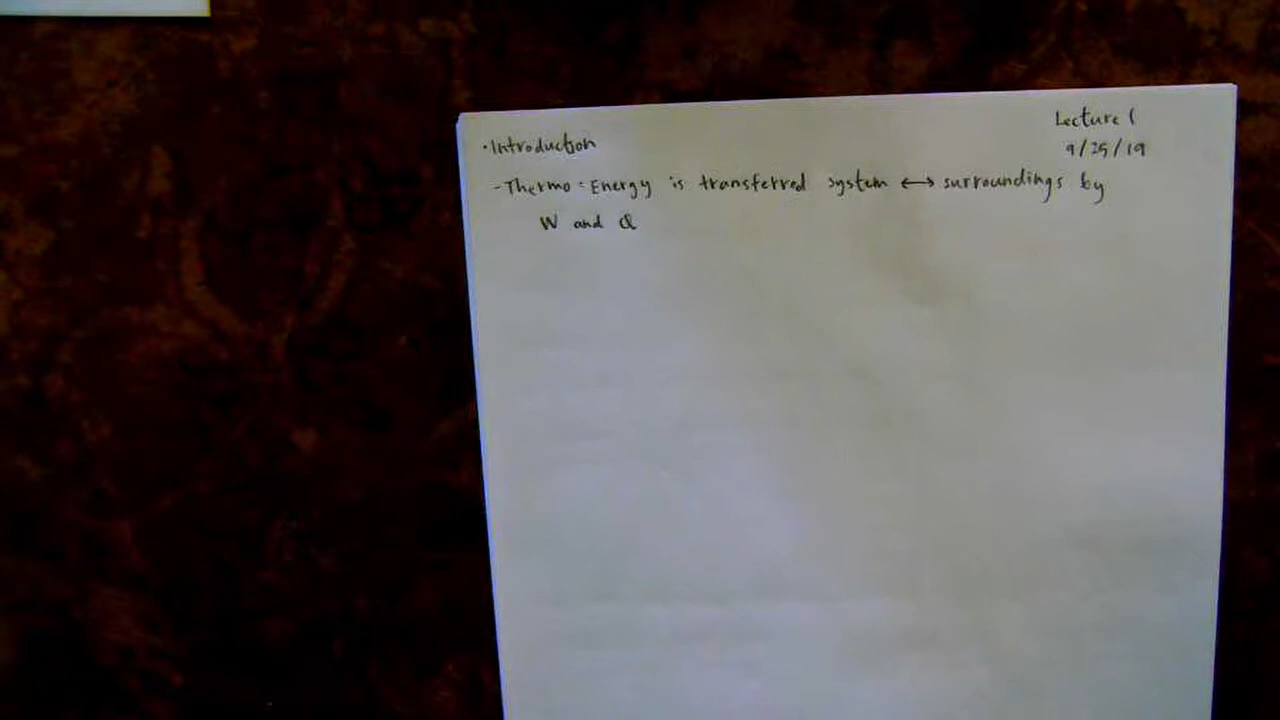 Lecture 1
9/25/19
• Introduction
- Thermo: Energy is transferred system ⟷ surroundings by
W and Q